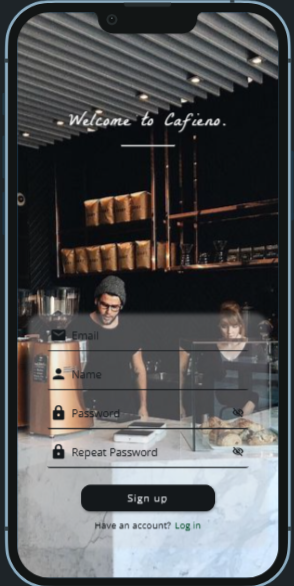 Welcome to Cafieno.
Email
Name
Password
Repeat Password
Sign up
Have an account? Log in